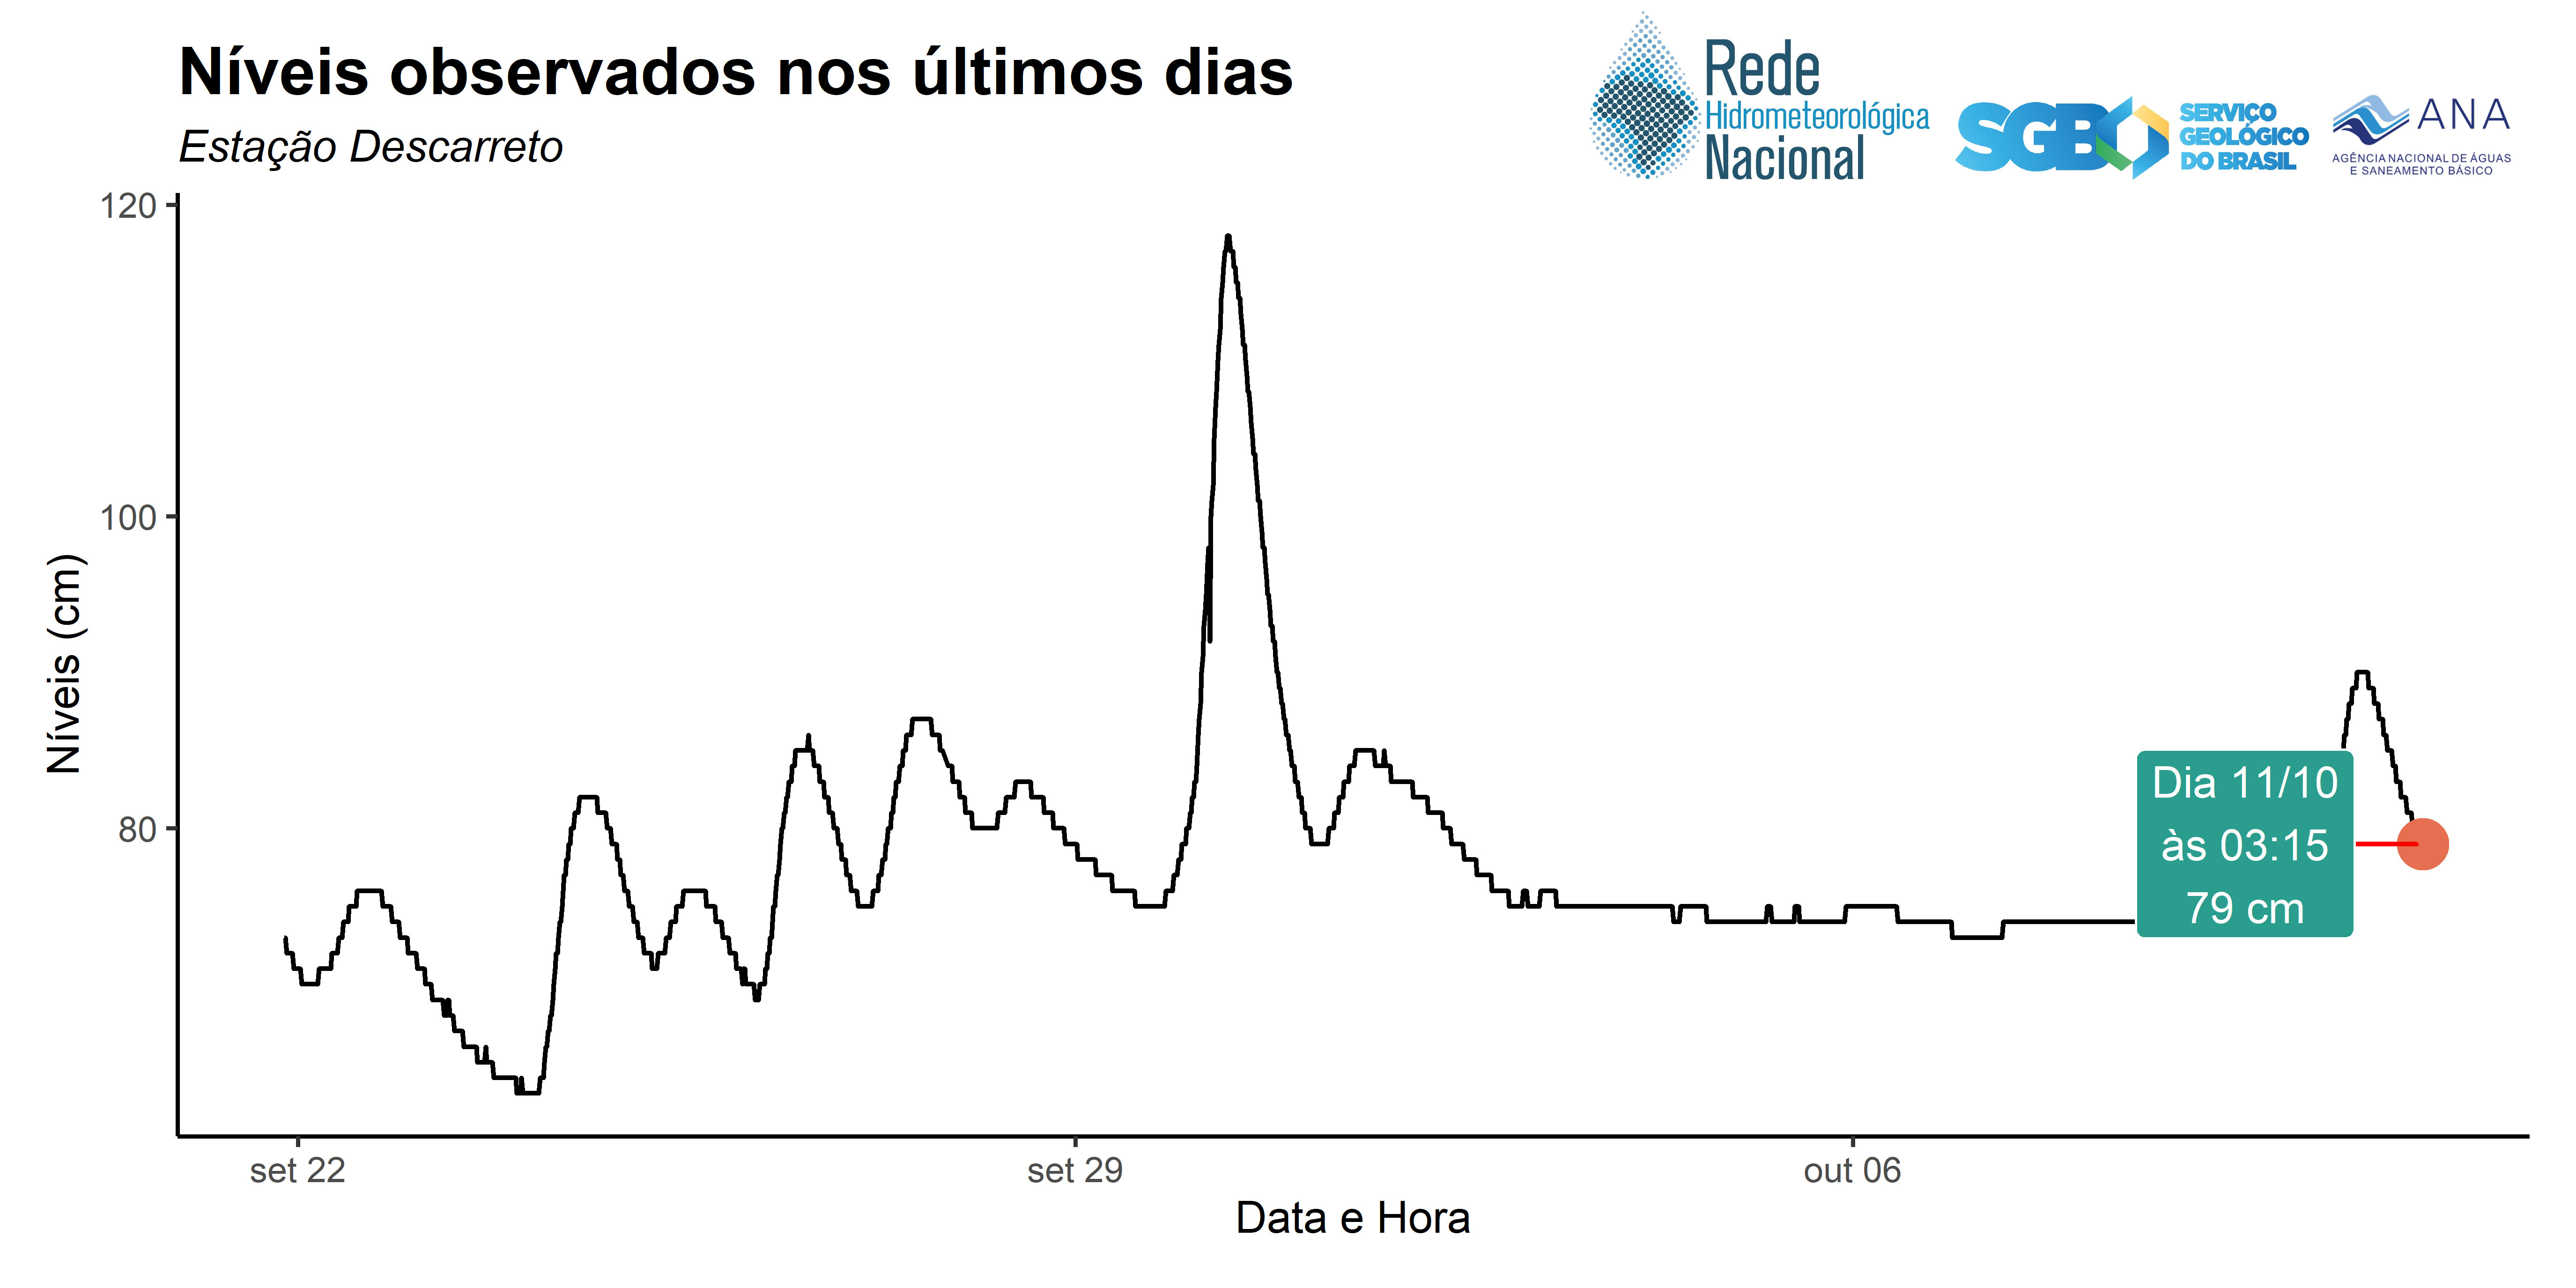 Níveis observados nos últimos dias
Estação Descarreto
Rede
Hidrometeorológica
Nacional
SGB
SERVIÇO
GEOLÓGICO
DO BRASIL
ANA
AGÊNCIA NACIONAL DE ÁGUAS
E SANEAMENTO BÁSICO
120
100
80
Níveis (cm)
Dia 11/10
às 03:15
79 cm
set 22
set 29
out 06
Data e Hora